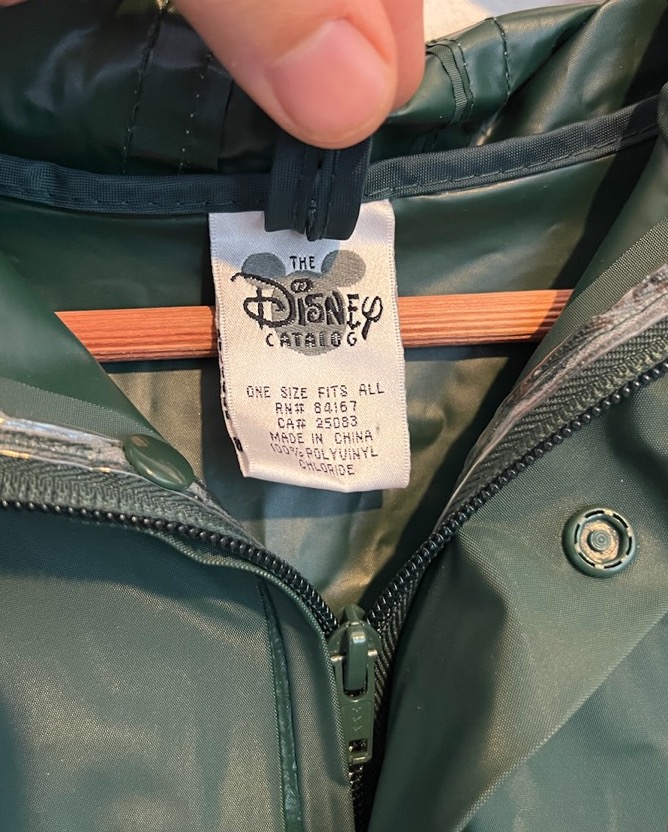 THE
DISNEY
CATALOG
ONE SIZE FITS ALL
RN# 84167
CA# 25083
MADE IN CHINA
100% POLYVINYL
CHLORIDE